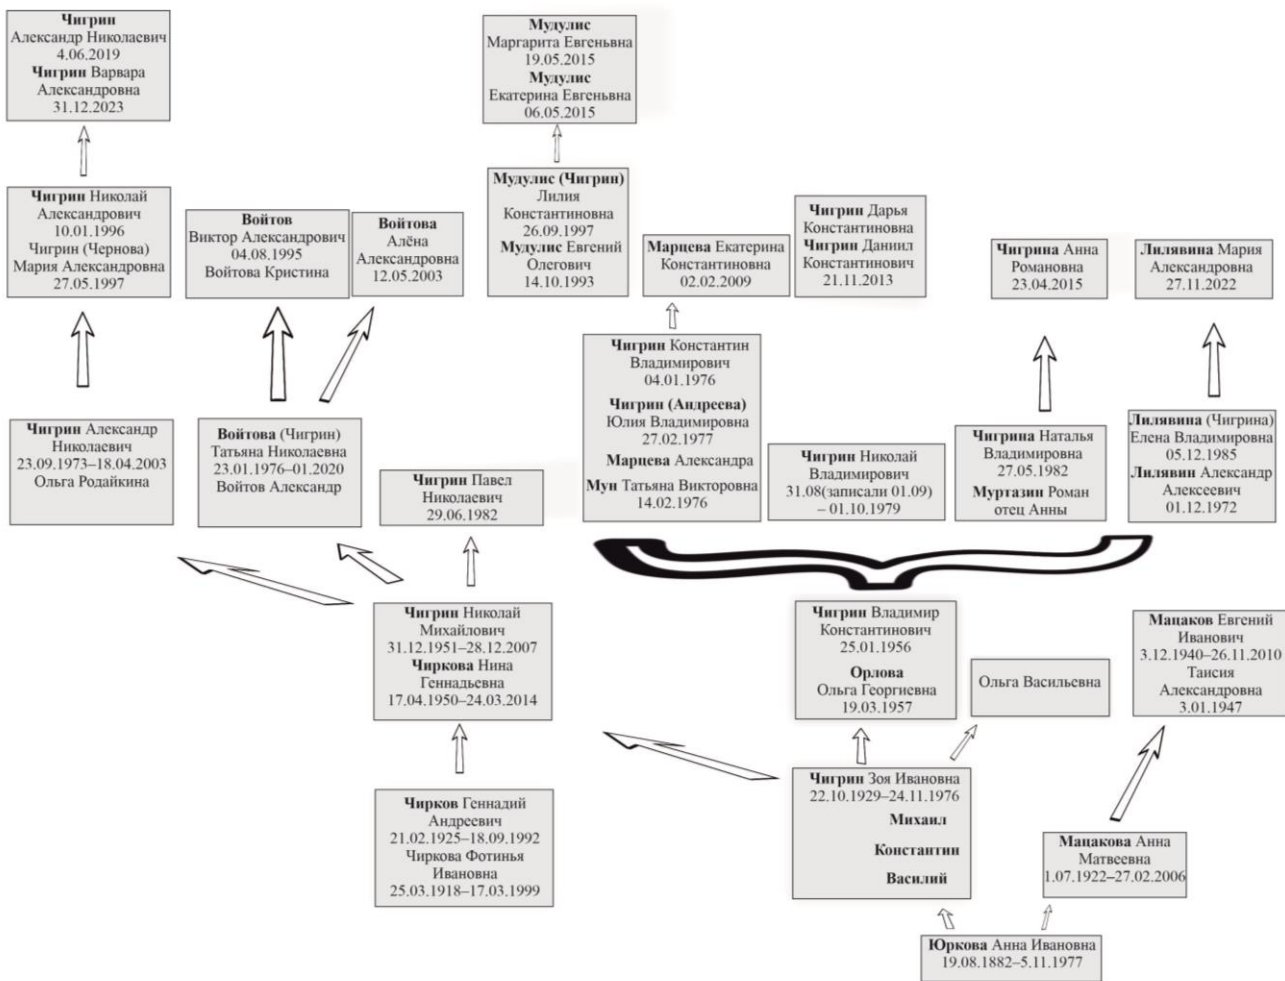 Чигрин
Александр Николаевич
4.06.2019
Чигрин Варвара
Александровна
31.12.2023
Мудулис
Маргарита Евгеньвна
19.05.2015
Мудулис
Екатерина Евгеньвна
06.05.2015
Чигрин Николай
Александрович
10.01.1996
Чигрин (Чернова)
Мария Александровна
27.05.1997
Войтов
Виктор Александрович
04.08.1995
Войтова Кристина
Войтова
Алёна
Александровна
12.05.2003
Мудулис (Чигрин)
Лилия
Константиновна
26.09.1997
Мудулис Евгений
Олегович
14.10.1993
Марцева Екатерина
Константиновна
02.02.2009
Чигрин Дарья
Константиновна
Чигрин Даниил
Константинович
21.11.2013
Чигрина Анна
Романовна
23.04.2015
Лилявина Мария
Александровна
27.11.2022
Чигрин Александр
Николаевич
23.09.1973–18.04.2003
Ольга Родайкина
Войтова (Чигрин)
Татьяна Николаевна
23.01.1976–01.2020
Войтов Александр
Чигрин Павел
Николаевич
29.06.1982
Чигрин Константин
Владимирович
04.01.1976
Чигрин (Андреева)
Юлия Владимировна
27.02.1977
Марцева Александра
Мун Татьяна Викторовна
14.02.1976
Чигрин Николай
Владимирович
31.08(записали 01.09)
– 01.10.1979
Чигрина Наталья
Владимировна
27.05.1982
Муртазин Роман
отец Анны
Лилявина (Чигрина)
Елена Владимировна
05.12.1985
Лилявин Александр
Алексеевич
01.12.1972
Чигрин Николай
Михайлович
31.12.1951–28.12.2007
Чиркова Нина
Геннадьевна
17.04.1950–24.03.2014
Чигрин Владимир
Константинович
25.01.1956
Орлова
Ольга Георгиевна
19.03.1957
Ольга Васильевна
Мацаков Евгений
Иванович
3.12.1940–26.11.2010
Таисия
Александровна
3.01.1947
Чирков Геннадий
Андреевич
21.02.1925–18.09.1992
Чиркова Фотинья
Ивановна
25.03.1918–17.03.1999
Чигрин Зоя Ивановна
22.10.1929–24.11.1976
Михаил
Константин
Василий
Мацакова Анна
Матвеевна
1.07.1922–27.02.2006
Юркова Анна Ивановна
19.08.1882–5.11.1977